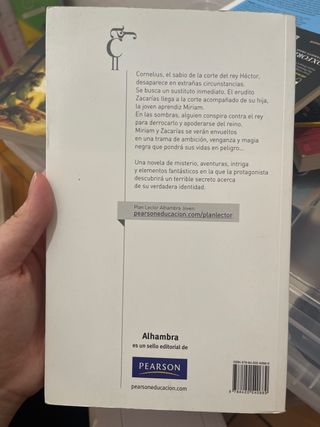 Cornelius, el sabio de la corte del rey Héctor,
desaparece en extrañas circunstancias.
Se busca un sustituto inmediato. El erudito
Zacarías llega a la corte acompañado de su hija,
la joven aprendiz Miriam.
En las sombras, alguien conspira contra el rey
para derrocarlo y apoderarse del reino.
Miriam y Zacarías se verán envueltos
en una trama de ambición, venganza y magia
negra que pondrá sus vidas en peligro...
Una novela de misterio, aventuras, intriga
y elementos fantásticos en la que la protagonista
descubrirá un terrible secreto acerca
de su verdadera identidad.
Plan Lector Alhambra Joven:
pearsoneducacion.com/planlector
Alhambra
es un sello editorial de
PEARSON
pearsoneducacion.com